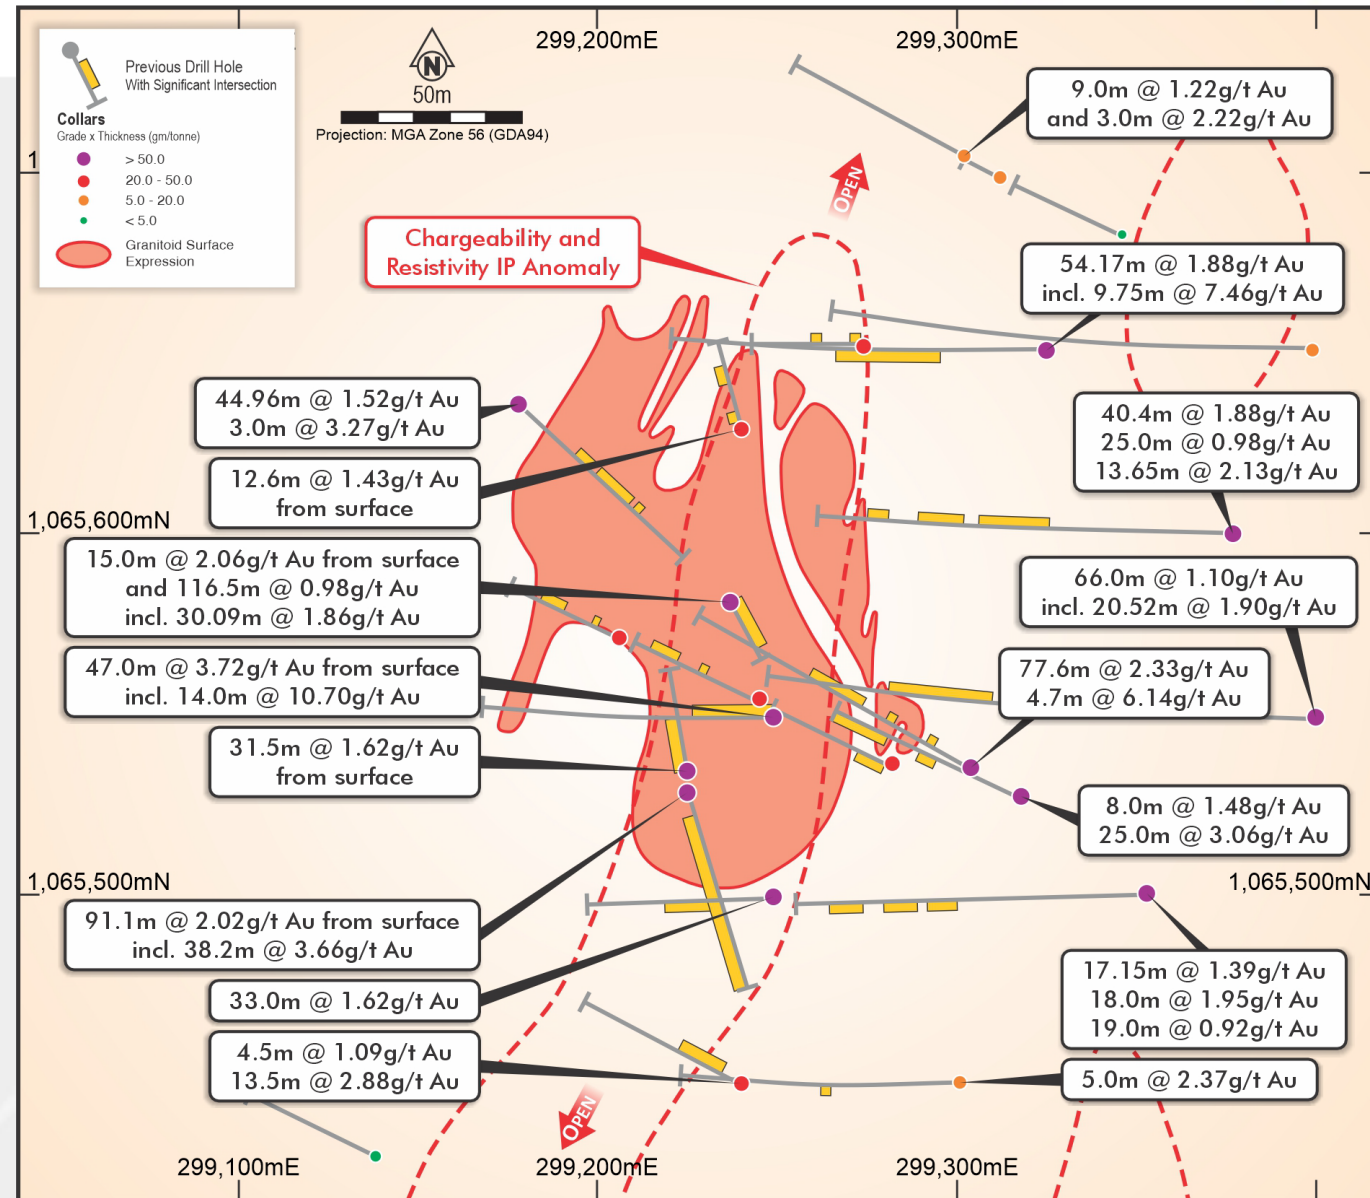 299,200mE
299,300mE
Previous Drill Hole
With Significant Intersection
Collars
Grade x Thickness (gm/tonne)
> 50.0
20.0 - 50.0
5.0 - 20.0
< 5.0
Granitoid Surface
Expression
N
50m
Projection: MGA Zone 56 (GDA94)
1
9.0m @ 1.22g/t Au
and 3.0m @ 2.22g/t Au
OPEN
Chargeability and
Resistivity IP Anomaly
54.17m @ 1.88g/t Au
incl. 9.75m @ 7.46g/t Au
44.96m @ 1.52g/t Au
3.0m @ 3.27g/t Au
40.4m @ 1.88g/t Au
25.0m @ 0.98g/t Au
13.65m @ 2.13g/t Au
12.6m @ 1.43g/t Au
from surface
1,065,600mN
15.0m @ 2.06g/t Au from surface
and 116.5m @ 0.98g/t Au
incl. 30.09m @ 1.86g/t Au
66.0m @ 1.10g/t Au
incl. 20.52m @ 1.90g/t Au
47.0m @ 3.72g/t Au from surface
incl. 14.0m @ 10.70g/t Au
77.6m @ 2.33g/t Au
4.7m @ 6.14g/t Au
31.5m @ 1.62g/t Au
from surface
8.0m @ 1.48g/t Au
25.0m @ 3.06g/t Au
1,065,500mN
1,065,500mN
91.1m @ 2.02g/t Au from surface
incl. 38.2m @ 3.66g/t Au
17.15m @ 1.39g/t Au
18.0m @ 1.95g/t Au
19.0m @ 0.92g/t Au
33.0m @ 1.62g/t Au
4.5m @ 1.09g/t Au
13.5m @ 2.88g/t Au
5.0m @ 2.37g/t Au
OPEN
299,100mE
299,200mE
299,300mE